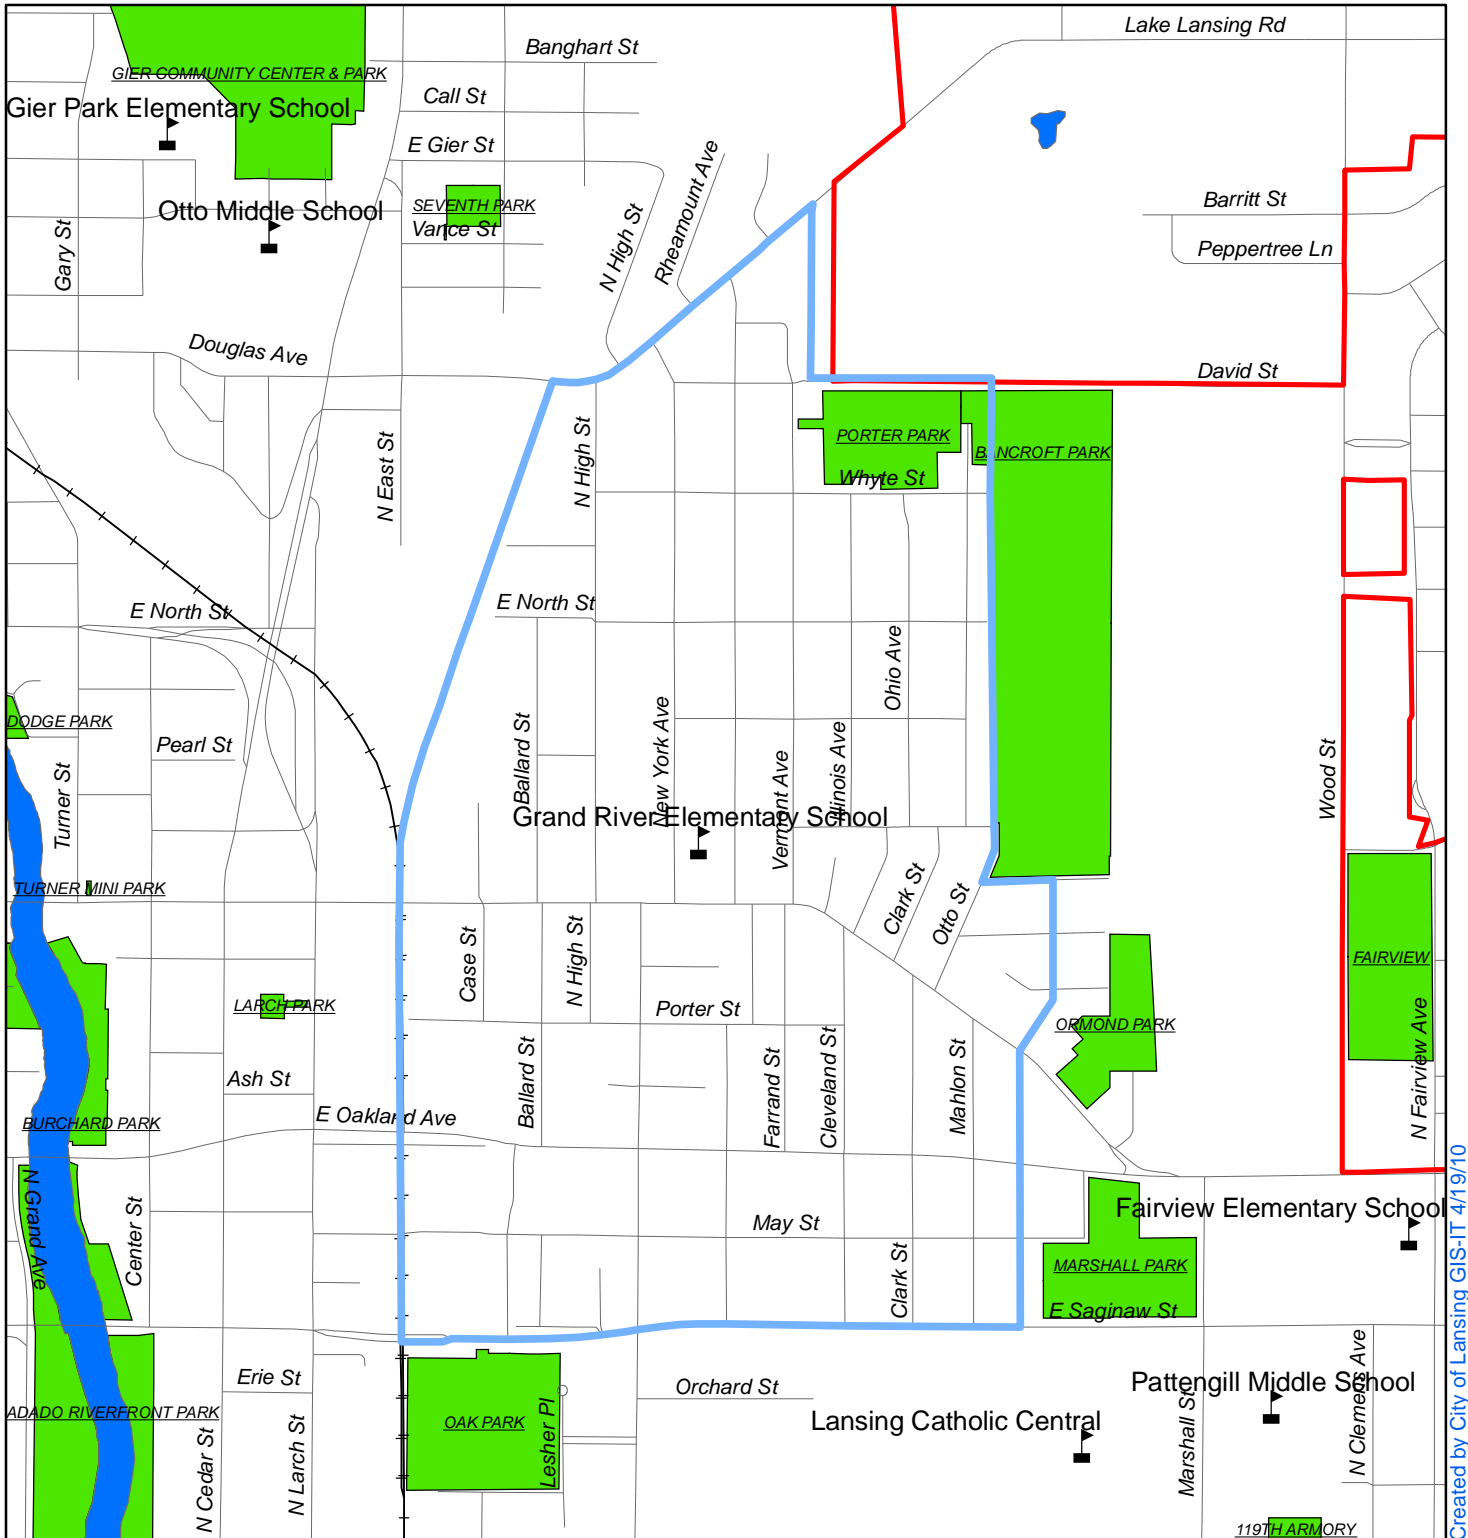 Lake Lansing Rd
Banghart St
GIER COMMUNITY CENTER & PARK
Call St
Gier Park Elementary School
E Gier St
Rheamount Ave
Barritt St
SEVENTH PARK
Otto Middle School
Vance St
Peppertree Ln
Gary St
N High St
Douglas Ave
David St
N East St
N High St
PORTER PARK
BANCROFT PARK
Whyte St
E North St
E North St
Ohio Ave
DODGE PARK
Pearl St
Turner St
Ballard St
New York Ave
Vermont Ave
Illinois Ave
Wood St
Grand River Elementary School
TURNER MINI PARK
Clark St
Otto St
Case St
N High St
FAIRVIEW
LARCH PARK
Porter St
ORMOND PARK
N Fairview Ave
Ash St
Ballard St
Farrand St
Cleveland St
Mahlon St
E Oakland Ave
BURCHARD PARK
N Grand Ave
Center St
May St
Clark St
Fairview Elementary School
MARSHALL PARK
E Saginaw St
Erie St
Orchard St
Pattengill Middle School
ADADO RIVERFRONT PARK
OAK PARK
Lesher Pl
Lansing Catholic Central
Marshall St
N Clemens Ave
N Cedar St
N Larch St
119TH ARMORY
Created by City of Lansing GIS-IT 4/19/10